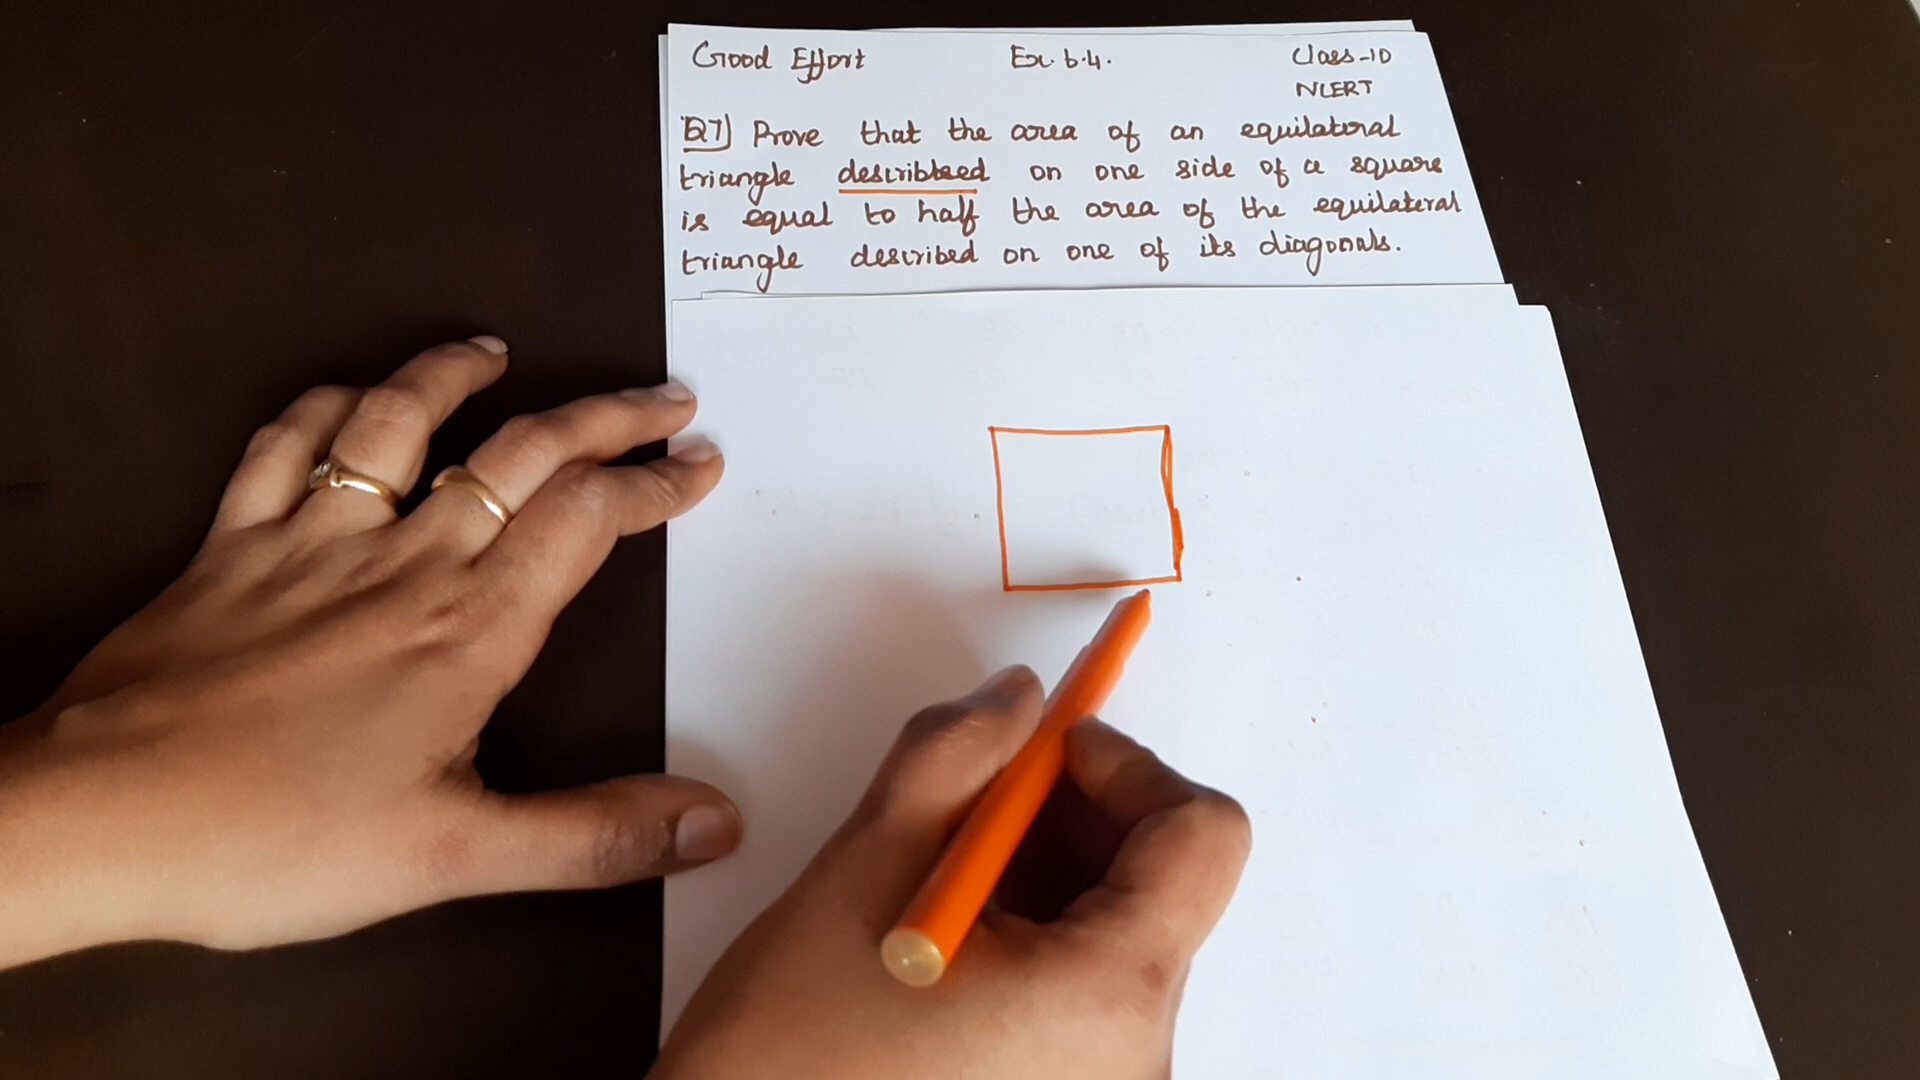 Good Effort Ex. 6.4. Class-10
NCERT
Q7] Prove that the area of an equilateral
triangle described on one side of a square
is equal to half the area of the equilateral
triangle described on one of its diagonals.